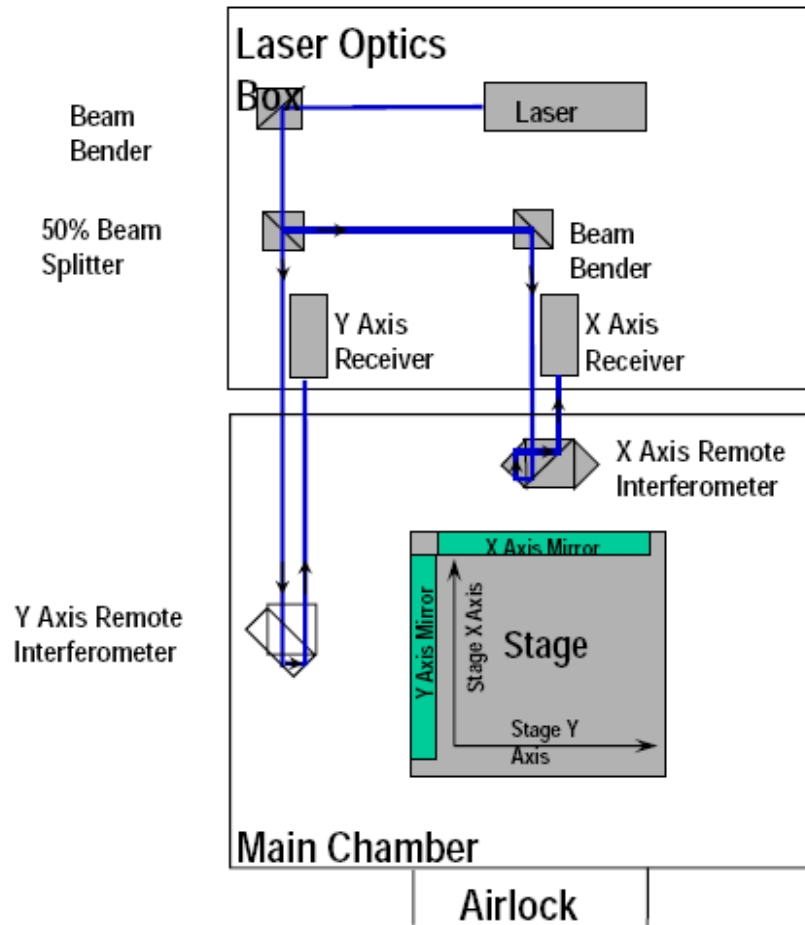 Laser Optics
Box
Laser
Beam
Bender
50% Beam
Splitter
Beam
Bender
Y Axis
Receiver
X Axis
Receiver
X Axis Remote
Interferometer
X Axis Mirror
Y Axis Mirror
Stage X Axis
Stage
Stage Y
Axis
Y Axis Remote
Interferometer
Main Chamber
Airlock